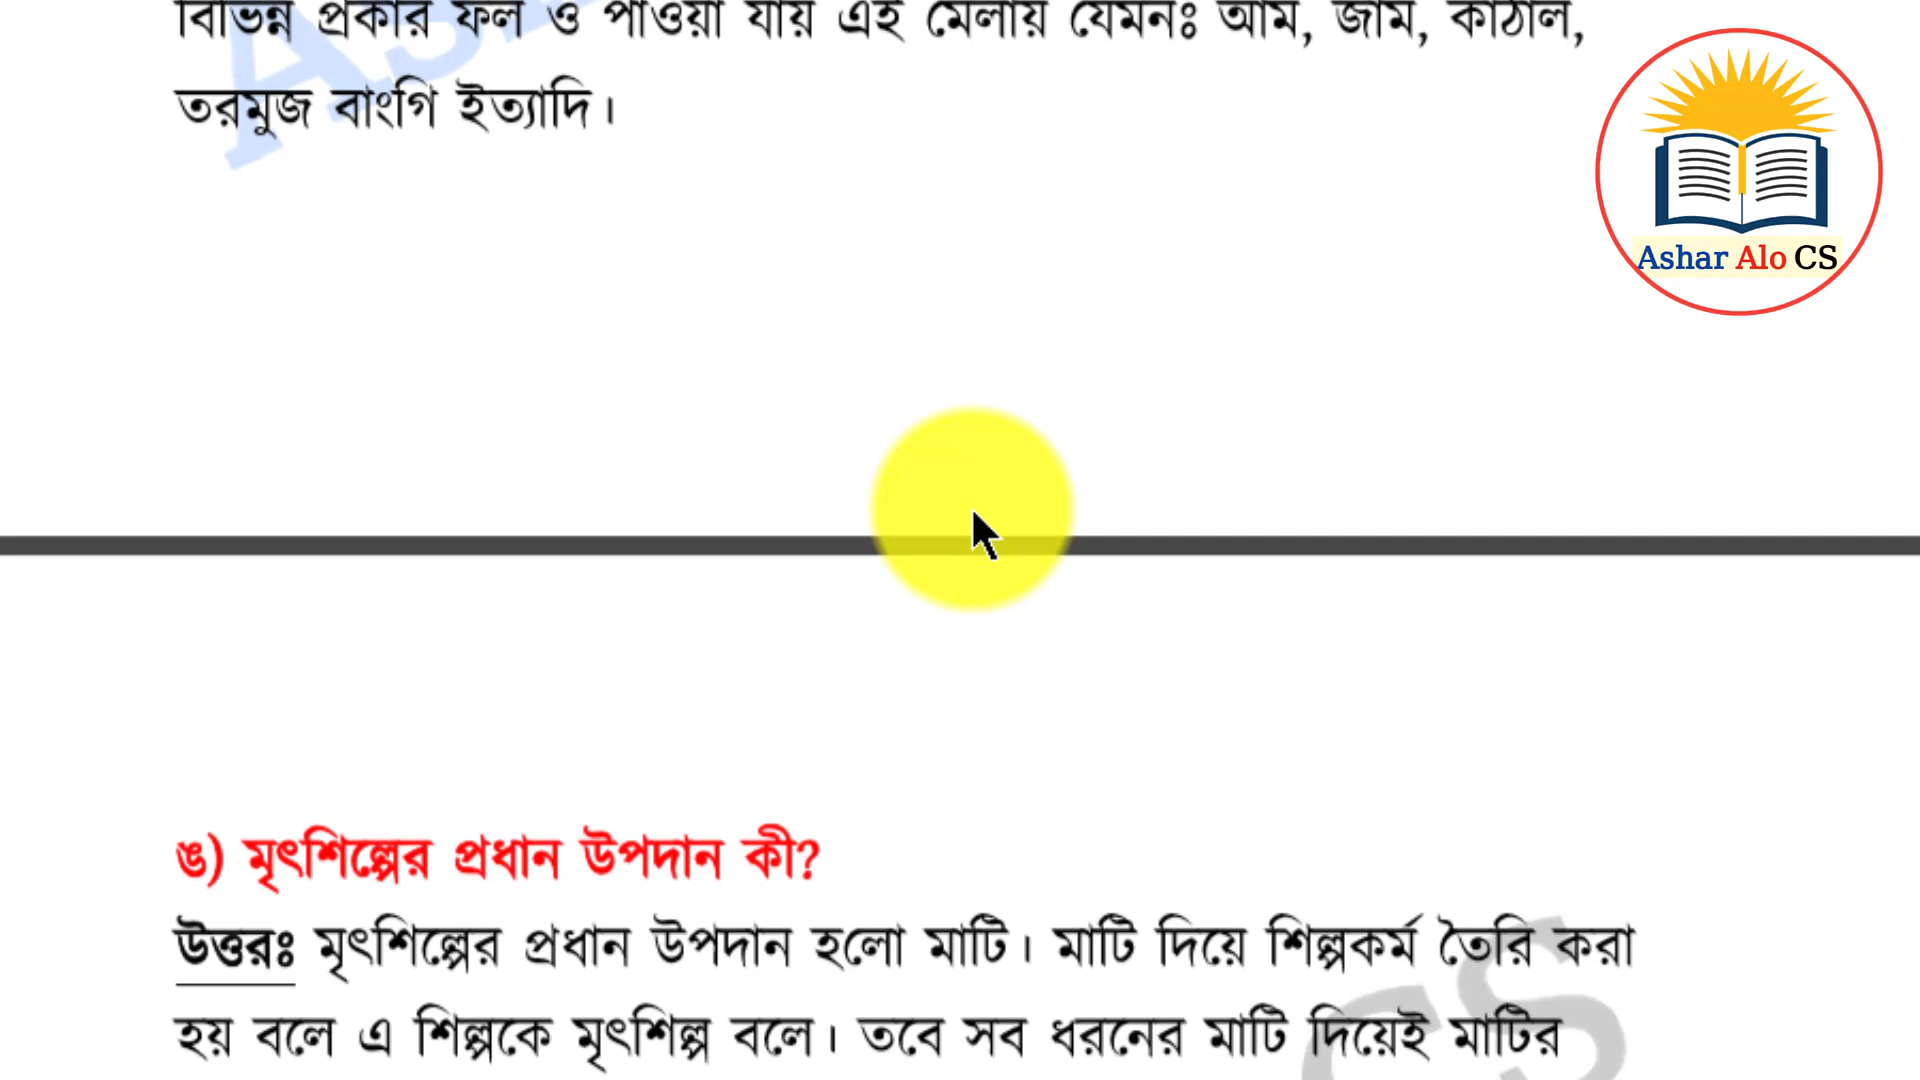 বিভিন্ন প্রকার ফল ও পাওয়া যায় এই মেলায় যেমনঃ আম, জাম, কাঠাল,
তরমুজ বাংগি ইত্যাদি।
Ashar Alo CS
ঙ) মৃৎশিল্পের প্রধান উপদান কী?
উত্তরঃ মৃৎশিল্পের প্রধান উপদান হলো মাটি। মাটি দিয়ে শিল্পকর্ম তৈরি করা
হয় বলে এ শিল্পকে মৃৎশিল্প বলে। তবে সব ধরনের মাটি দিয়েই মাটির
CS